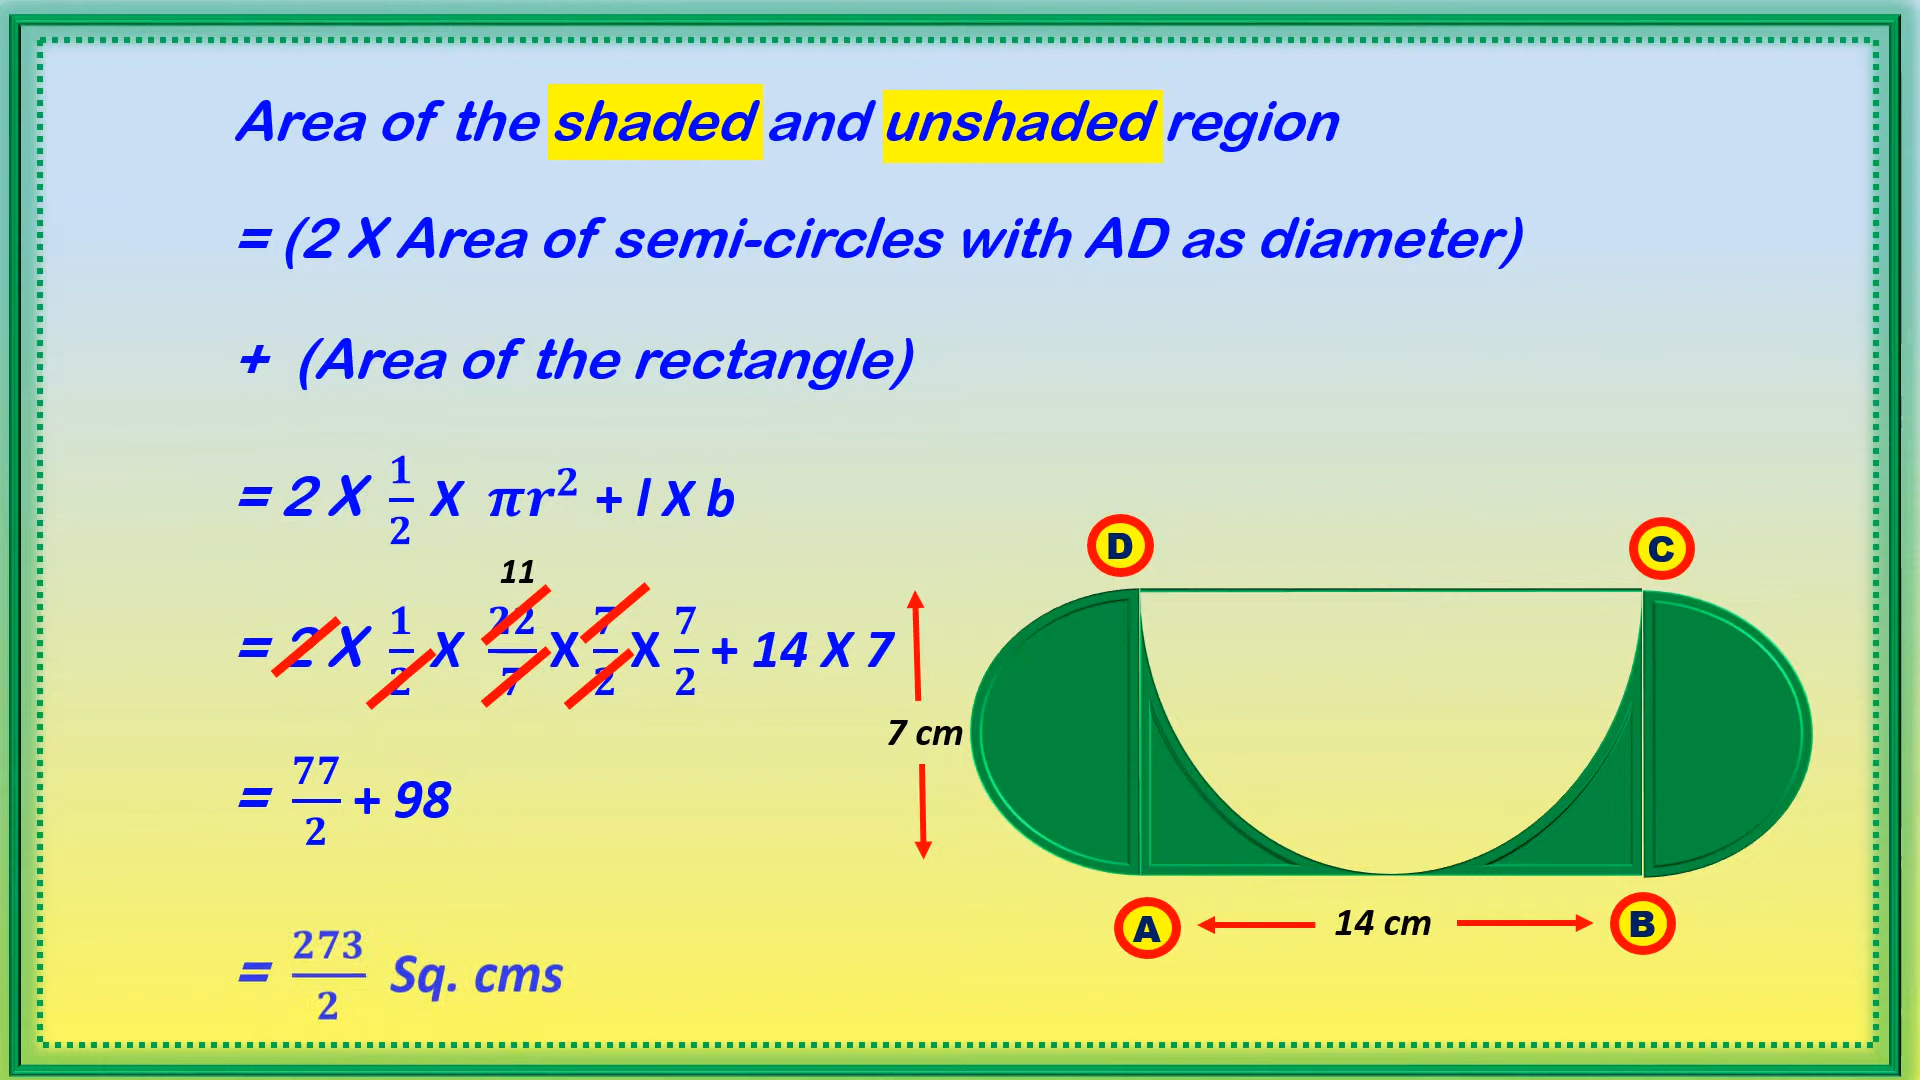 Area of the shaded and unshaded region
= (2 X Area of semi-circles with AD as diameter)
+ (Area of the rectangle)
= 2 X 1/2 X πr² + l X b
11
= 2 X 1/2 X 22/7 X 7/2 X 7/2 + 14 X 7
= 77/2 + 98
= 273/2 Sq. cms
D
C
7 cm
A
14 cm
B